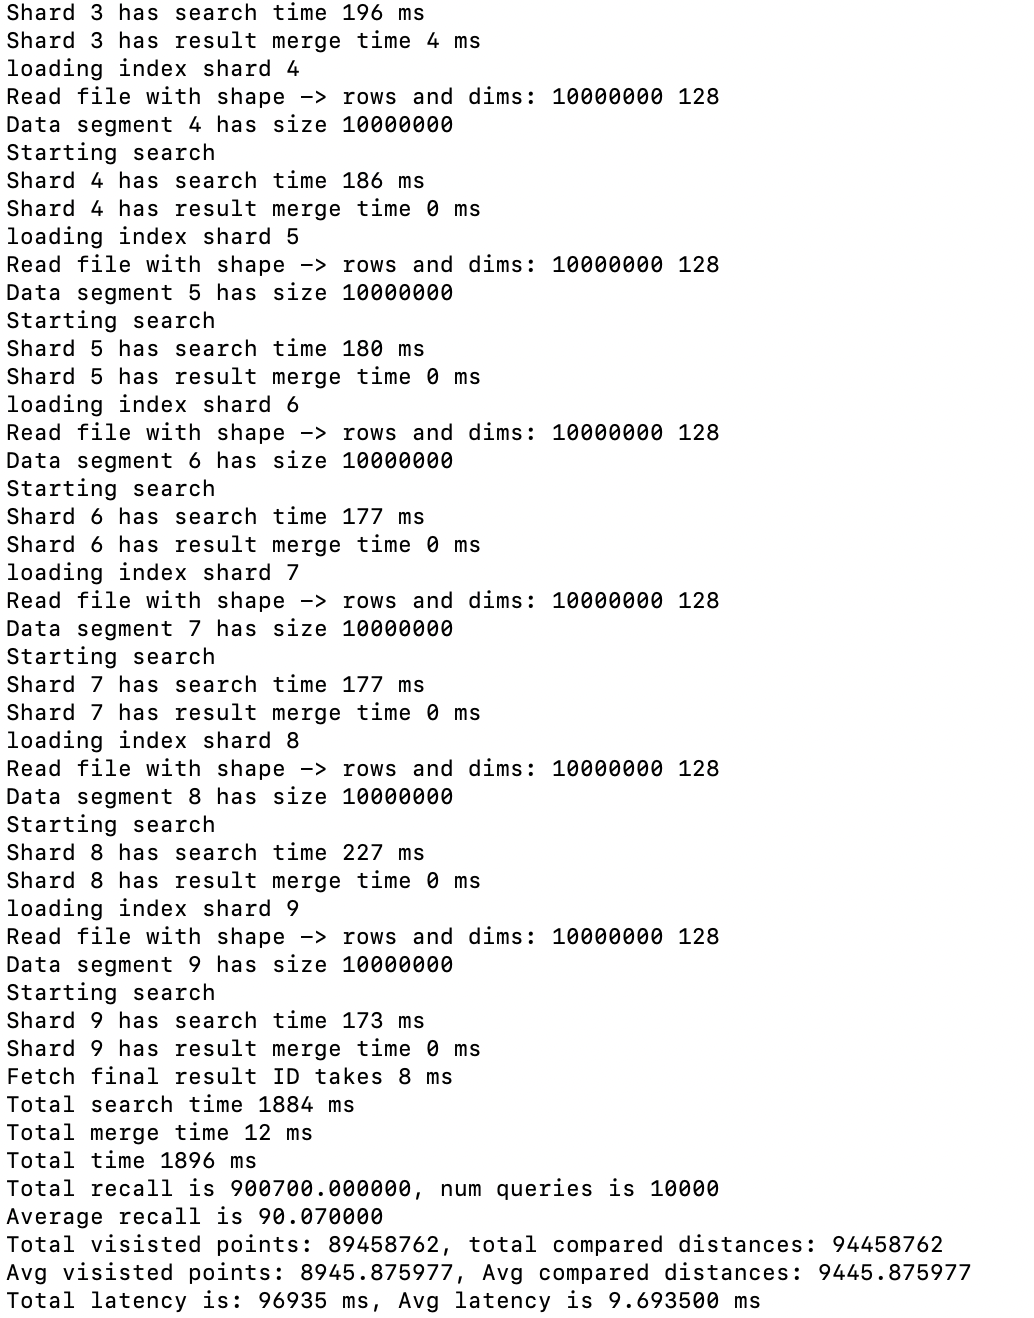 Shard 3 has search time 196 ms
Shard 3 has result merge time 4 ms
loading index shard 4
Read file with shape -> rows and dims: 10000000 128
Data segment 4 has size 10000000
Starting search
Shard 4 has search time 186 ms
Shard 4 has result merge time 0 ms
loading index shard 5
Read file with shape -> rows and dims: 10000000 128
Data segment 5 has size 10000000
Starting search
Shard 5 has search time 180 ms
Shard 5 has result merge time 0 ms
loading index shard 6
Read file with shape -> rows and dims: 10000000 128
Data segment 6 has size 10000000
Starting search
Shard 6 has search time 177 ms
Shard 6 has result merge time 0 ms
loading index shard 7
Read file with shape -> rows and dims: 10000000 128
Data segment 7 has size 10000000
Starting search
Shard 7 has search time 177 ms
Shard 7 has result merge time 0 ms
loading index shard 8
Read file with shape -> rows and dims: 10000000 128
Data segment 8 has size 10000000
Starting search
Shard 8 has search time 227 ms
Shard 8 has result merge time 0 ms
loading index shard 9
Read file with shape -> rows and dims: 10000000 128
Data segment 9 has size 10000000
Starting search
Shard 9 has search time 173 ms
Shard 9 has result merge time 0 ms
Fetch final result ID takes 8 ms
Total search time 1884 ms
Total merge time 12 ms
Total time 1896 ms
Total recall is 900700.000000, num queries is 10000
Average recall is 90.070000
Total visisted points: 89458762, total compared distances: 94458762
Avg visisted points: 8945.875977, Avg compared distances: 9445.875977
Total latency is: 96935 ms, Avg latency is 9.693500 ms